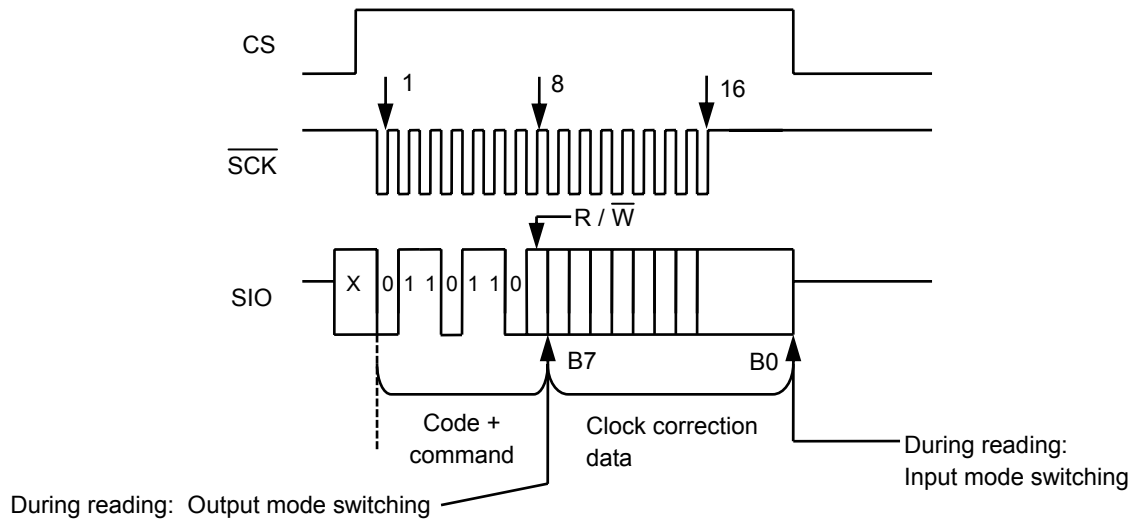 CS
1
8
16
SCK
R / W
SIO
X 0 1 1 0 1 1 0
B7
B0
Code +
command
Clock correction
data
During reading:
Input mode switching
During reading: Output mode switching